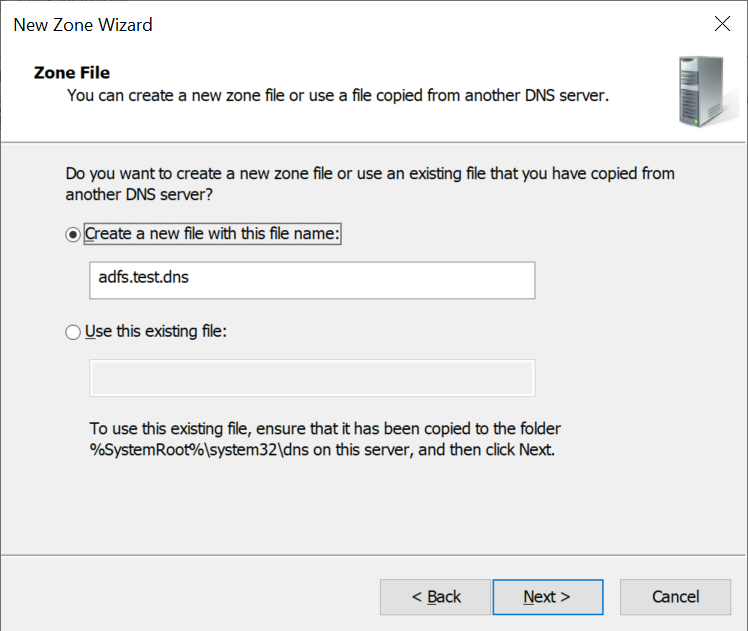 New Zone Wizard
Zone File
You can create a new zone file or use a file copied from another DNS server.
Do you want to create a new zone file or use an existing file that you have copied from
another DNS server?
Create a new file with this file name:
adfs.test.dns
Use this existing file:
To use this existing file, ensure that it has been copied to the folder
%SystemRoot%\system32\dns on this server, and then click Next.
< Back
Next >
Cancel